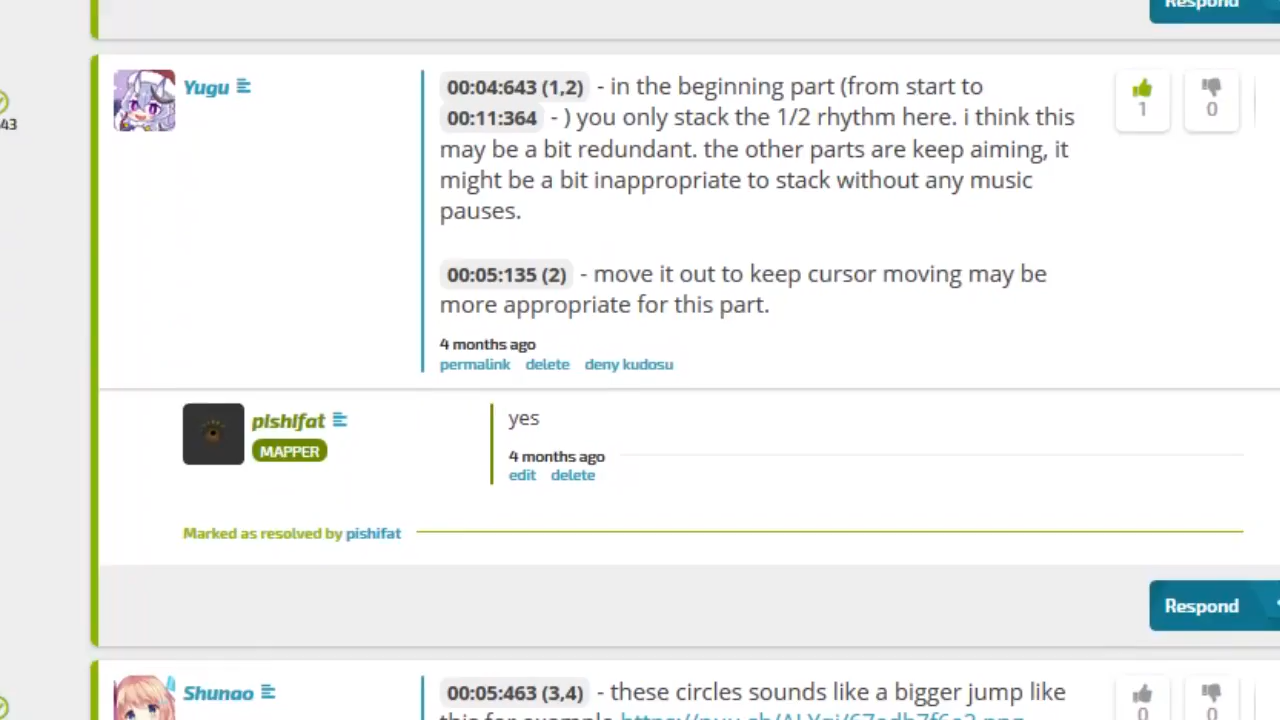 Respond
43
Yugu
00:04:643 (1,2) - in the beginning part (from start to
00:11:364 - ) you only stack the 1/2 rhythm here. i think this
may be a bit redundant. the other parts are keep aiming, it
might be a bit inappropriate to stack without any music
pauses.
1
0
00:05:135 (2) - move it out to keep cursor moving may be
more appropriate for this part.
4 months ago
permalink delete deny kudosu
pishifat
MAPPER
yes
4 months ago
edit delete
Marked as resolved by pishifat
Respond
Shunao
00:05:463 (3,4) - these circles sounds like a bigger jump like
this for example
0
0